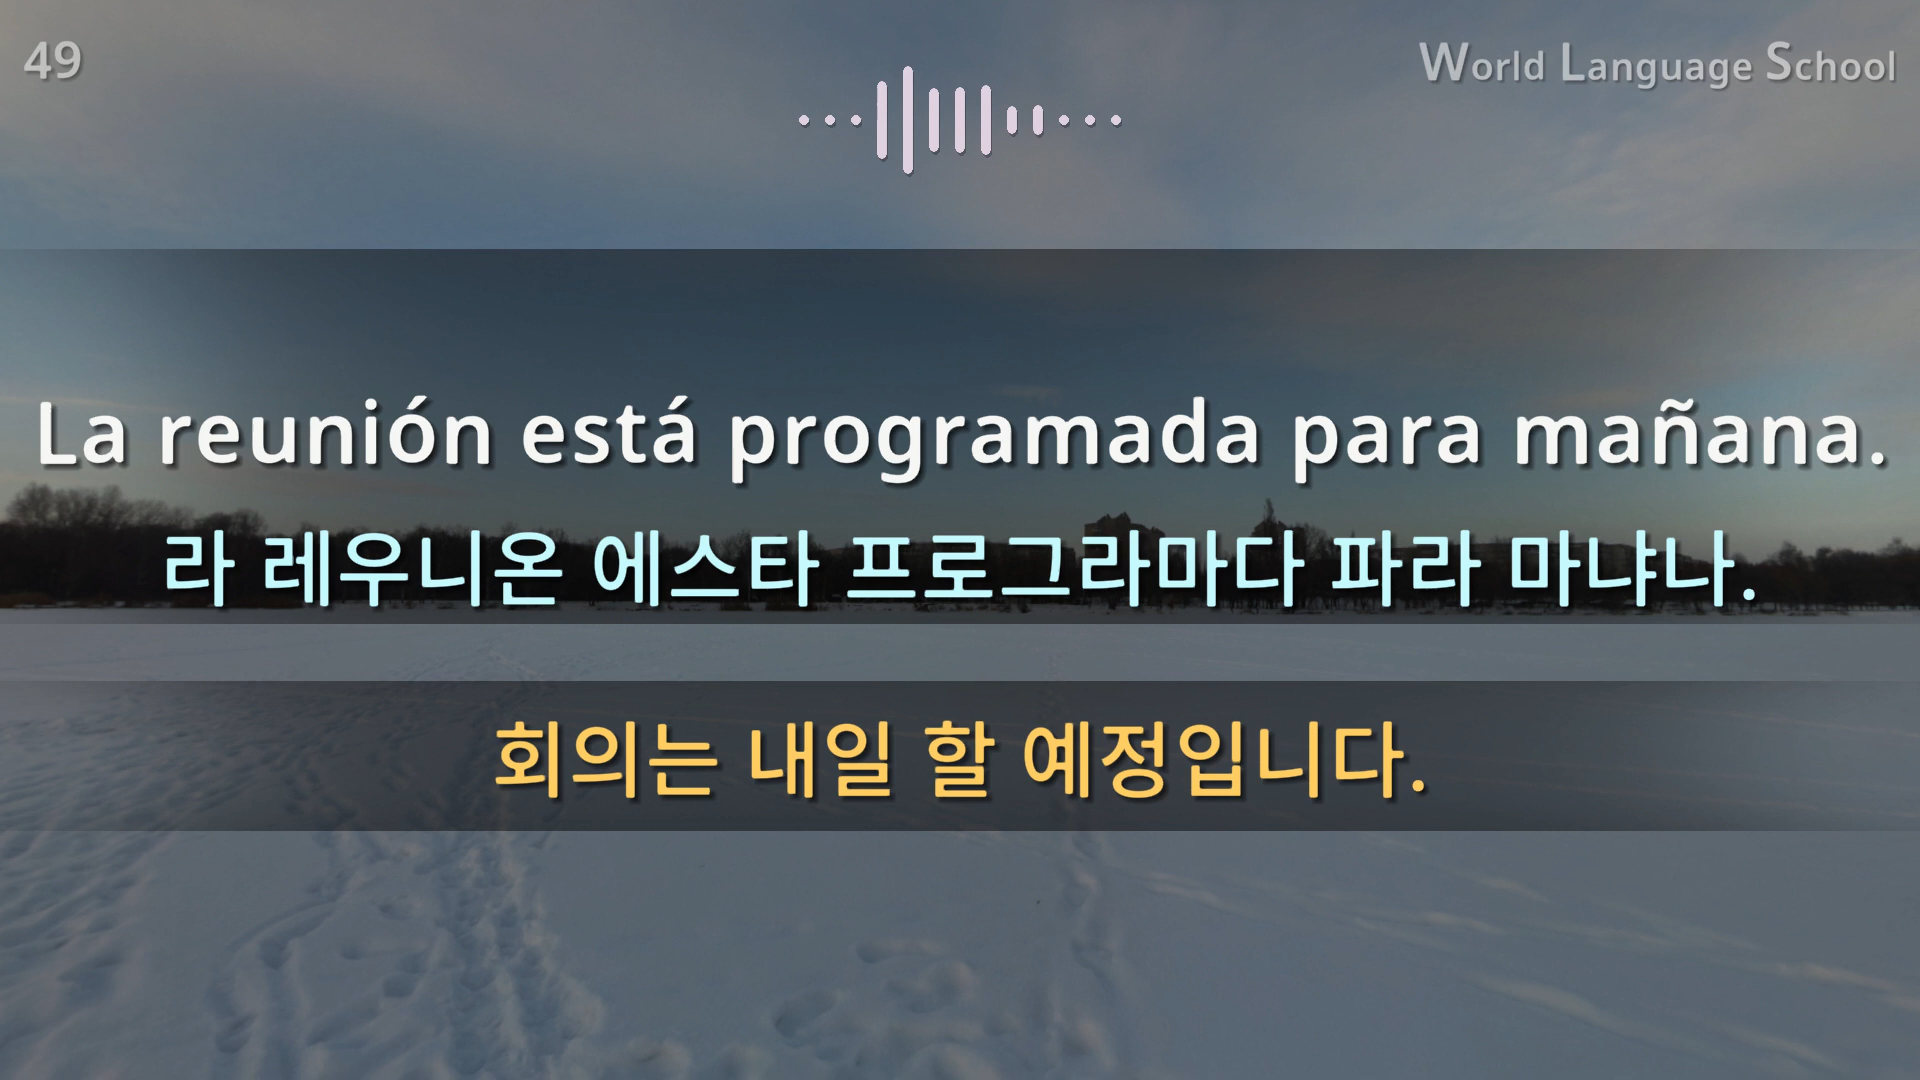 49
World Language School
La reunión está programada para mañana.
라 레우니온 에스타 프로그라마다 파라 마냐나.
회의는 내일 할 예정입니다.